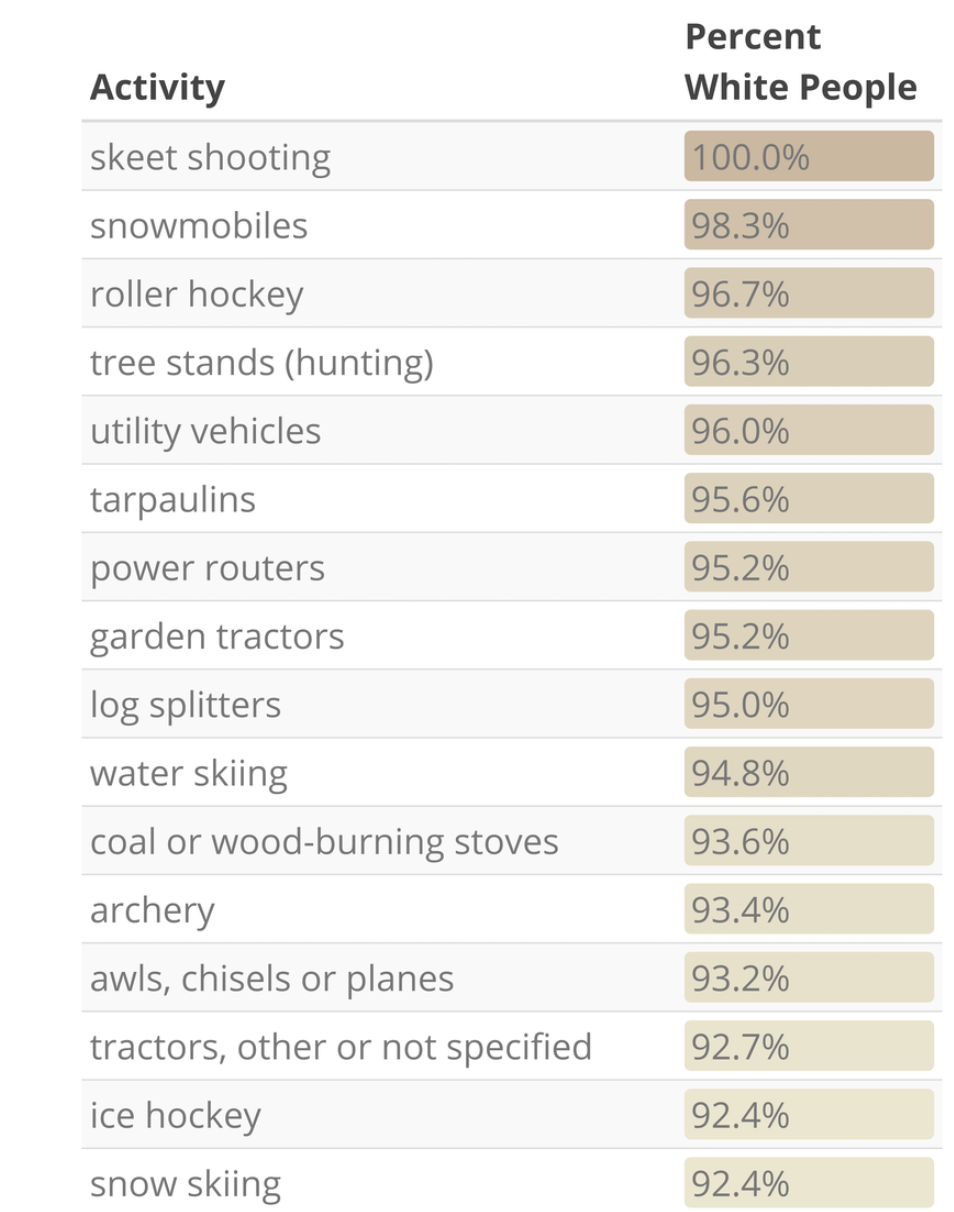 Activity Percent
White People
skeet shooting 100.0%
snowmobiles 98.3%
roller hockey 96.7%
tree stands (hunting) 96.3%
utility vehicles 96.0%
tarpaulins 95.6%
power routers 95.2%
garden tractors 95.2%
log splitters 95.0%
water skiing 94.8%
coal or wood-burning stoves 93.6%
archery 93.4%
awls, chisels or planes 93.2%
tractors, other or not specified 92.7%
ice hockey 92.4%
snow skiing 92.4%